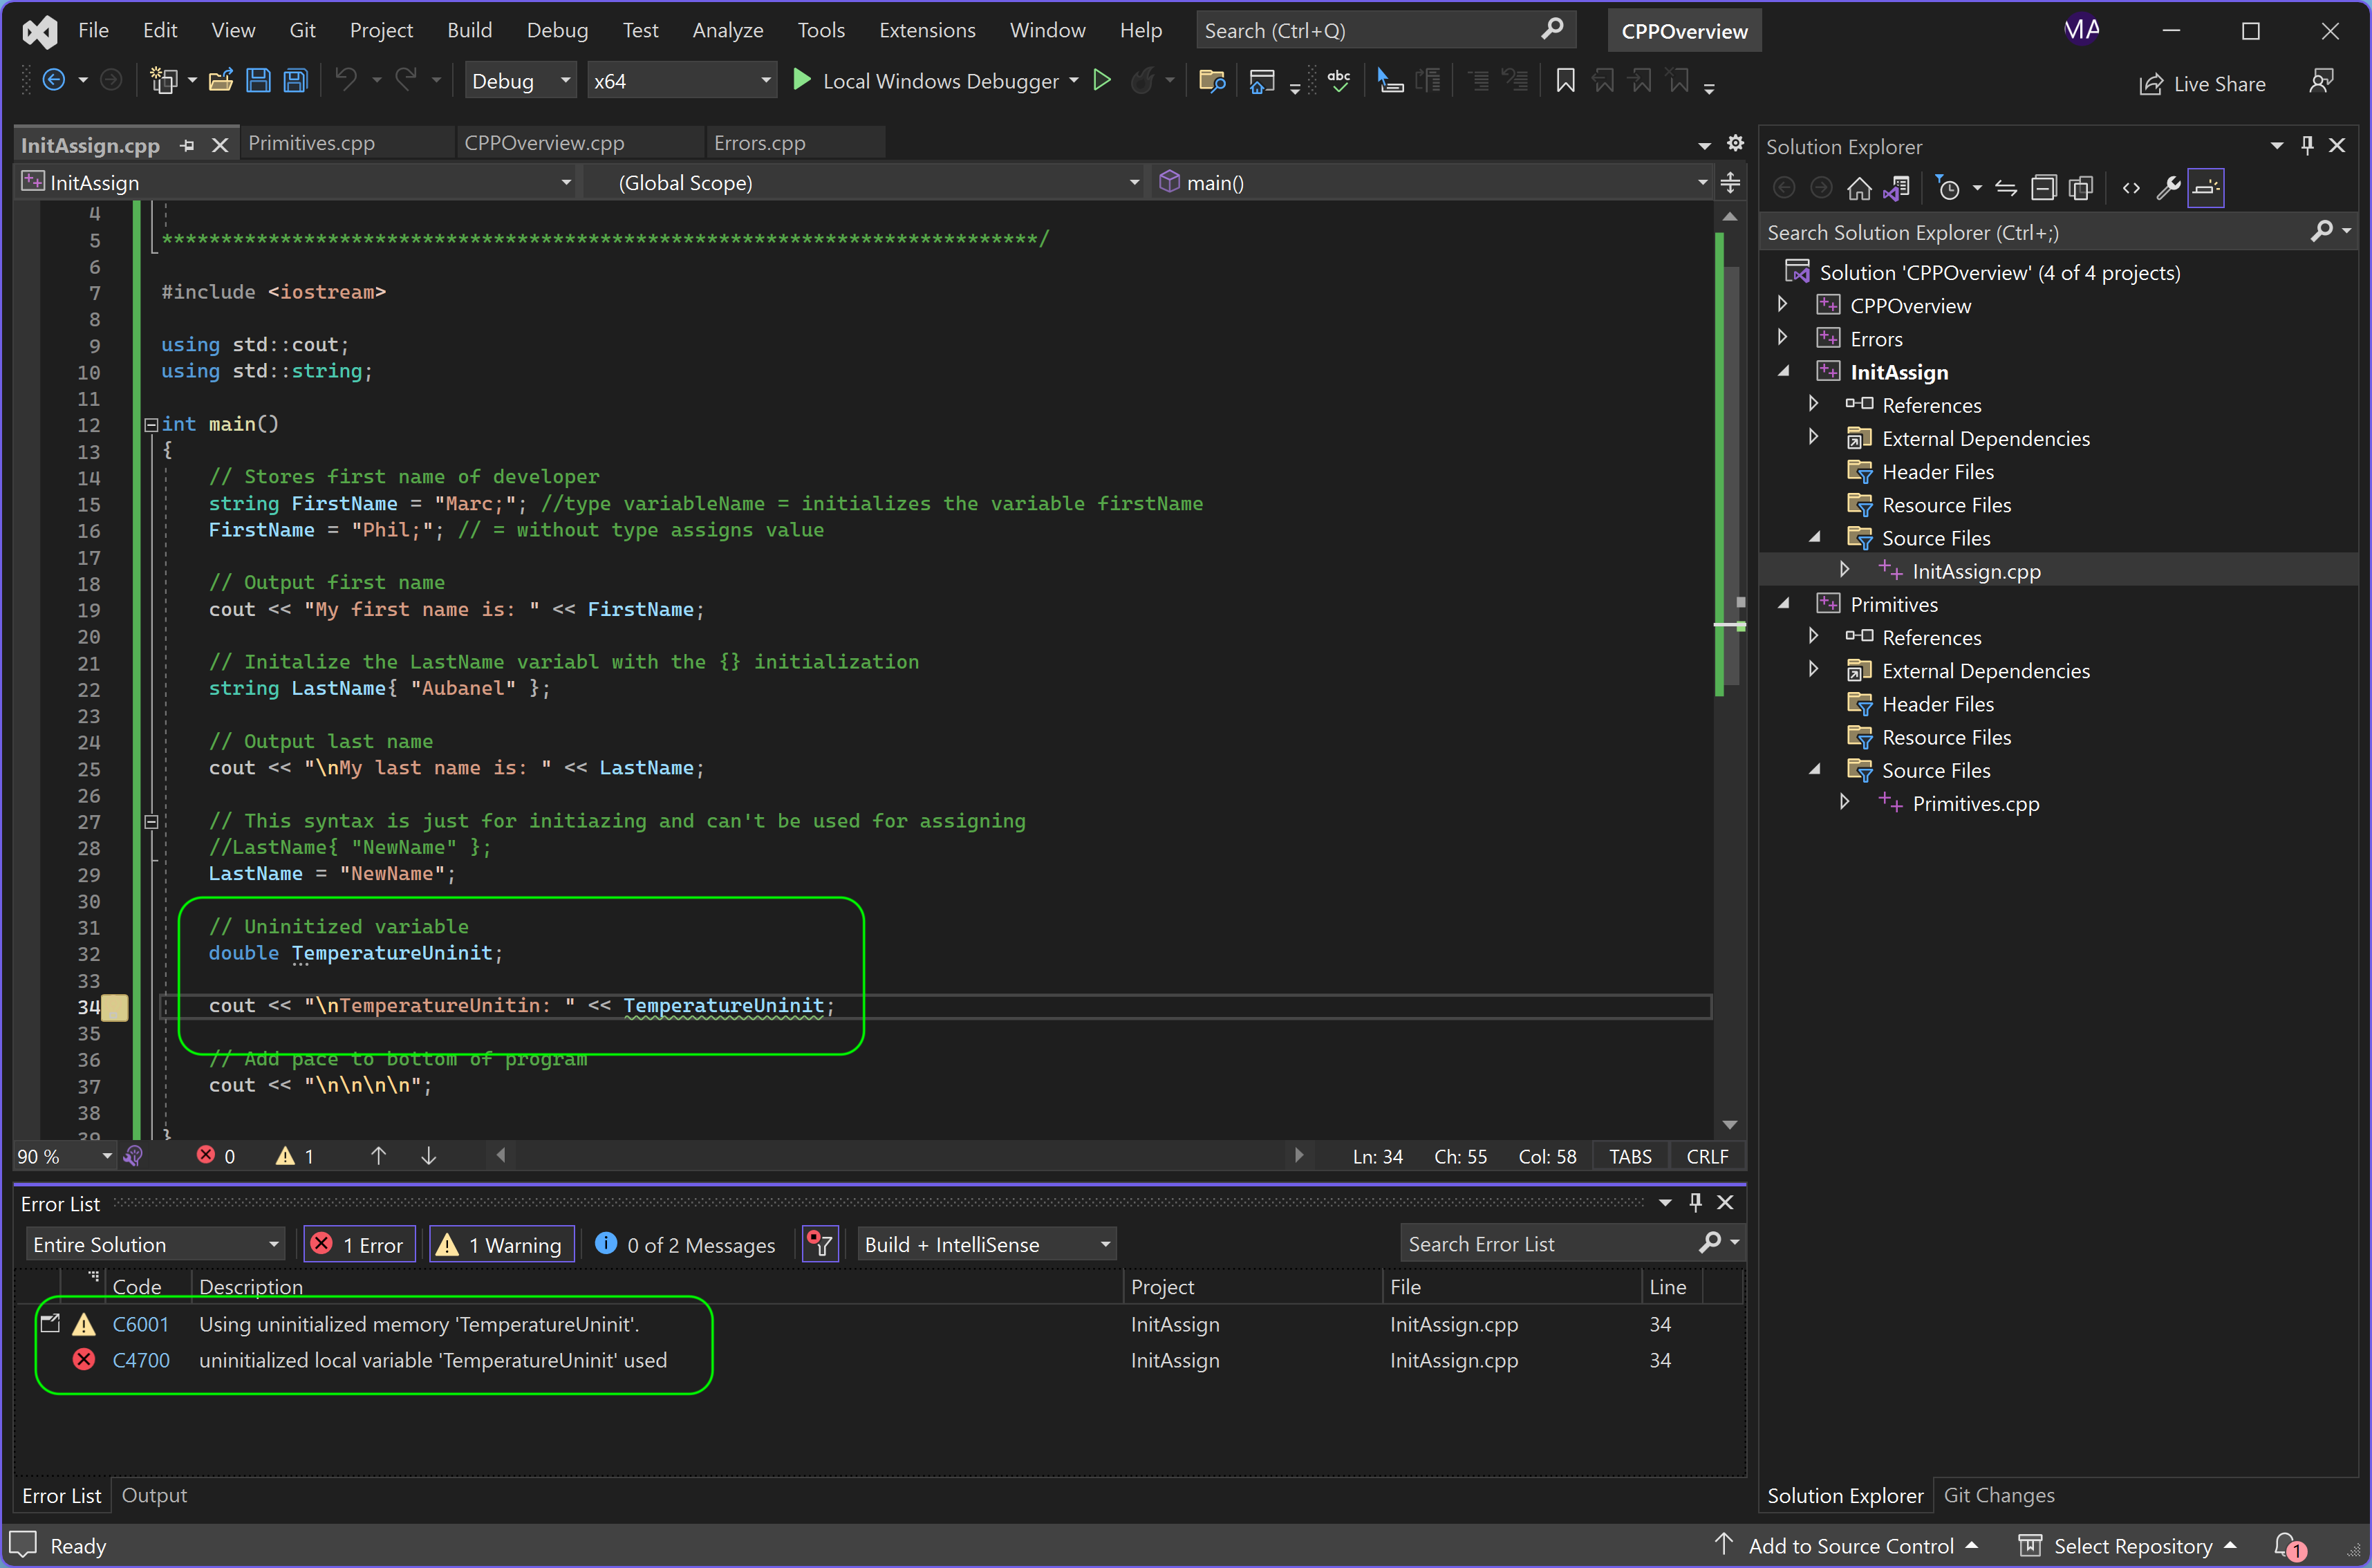 File Edit View Git Project Build Debug Test Analyze Tools Extensions Window Help Search (Ctrl+Q) CPPOverview MA
Debug x64 Local Windows Debugger abc Live Share
InitAssign.cpp Primitives.cpp CPPOverview.cpp Errors.cpp
InitAssign (Global Scope) main()
4
5 ***************************************************************************/
6
7 #include <iostream>
8
9 using std::cout;
10 using std::string;
11
12 int main()
13 {
14 // Stores first name of developer
15 string FirstName = "Marc;"; //type variableName = initializes the variable firstName
16 FirstName = "Phil;"; // = without type assigns value
17
18 // Output first name
19 cout << "My first name is: " << FirstName;
20
21 // Initalize the LastName variabl with the {} initialization
22 string LastName{ "Aubanel" };
23
24 // Output last name
25 cout << "\nMy last name is: " << LastName;
26
27 // This syntax is just for initiazing and can't be used for assigning
28 //LastName{ "NewName" };
29 LastName = "NewName";
30
31 // Uninitized variable
32 double TemperatureUninit;
33
34 cout << "\nTemperatureUnitin: " << TemperatureUninit;
35
36 // Add pace to bottom of program
37 cout << "\n\n\n\n";
38
39 }
90 % 0 1 Ln: 34 Ch: 55 Col: 58 TABS CRLF
Error List
Entire Solution 1 Error 1 Warning 0 of 2 Messages Build + IntelliSense Search Error List
Code Description Project File Line
C6001 Using uninitialized memory 'TemperatureUninit'. InitAssign InitAssign.cpp 34
C4700 uninitialized local variable 'TemperatureUninit' used InitAssign InitAssign.cpp 34
Error List Output
Solution Explorer
Search Solution Explorer (Ctrl+;)
Solution 'CPPOverview' (4 of 4 projects)
CPPOverview
Errors
InitAssign
References
External Dependencies
Header Files
Resource Files
Source Files
InitAssign.cpp
Primitives
References
External Dependencies
Header Files
Resource Files
Source Files
Primitives.cpp
Solution Explorer Git Changes
Ready Add to Source Control Select Repository 1